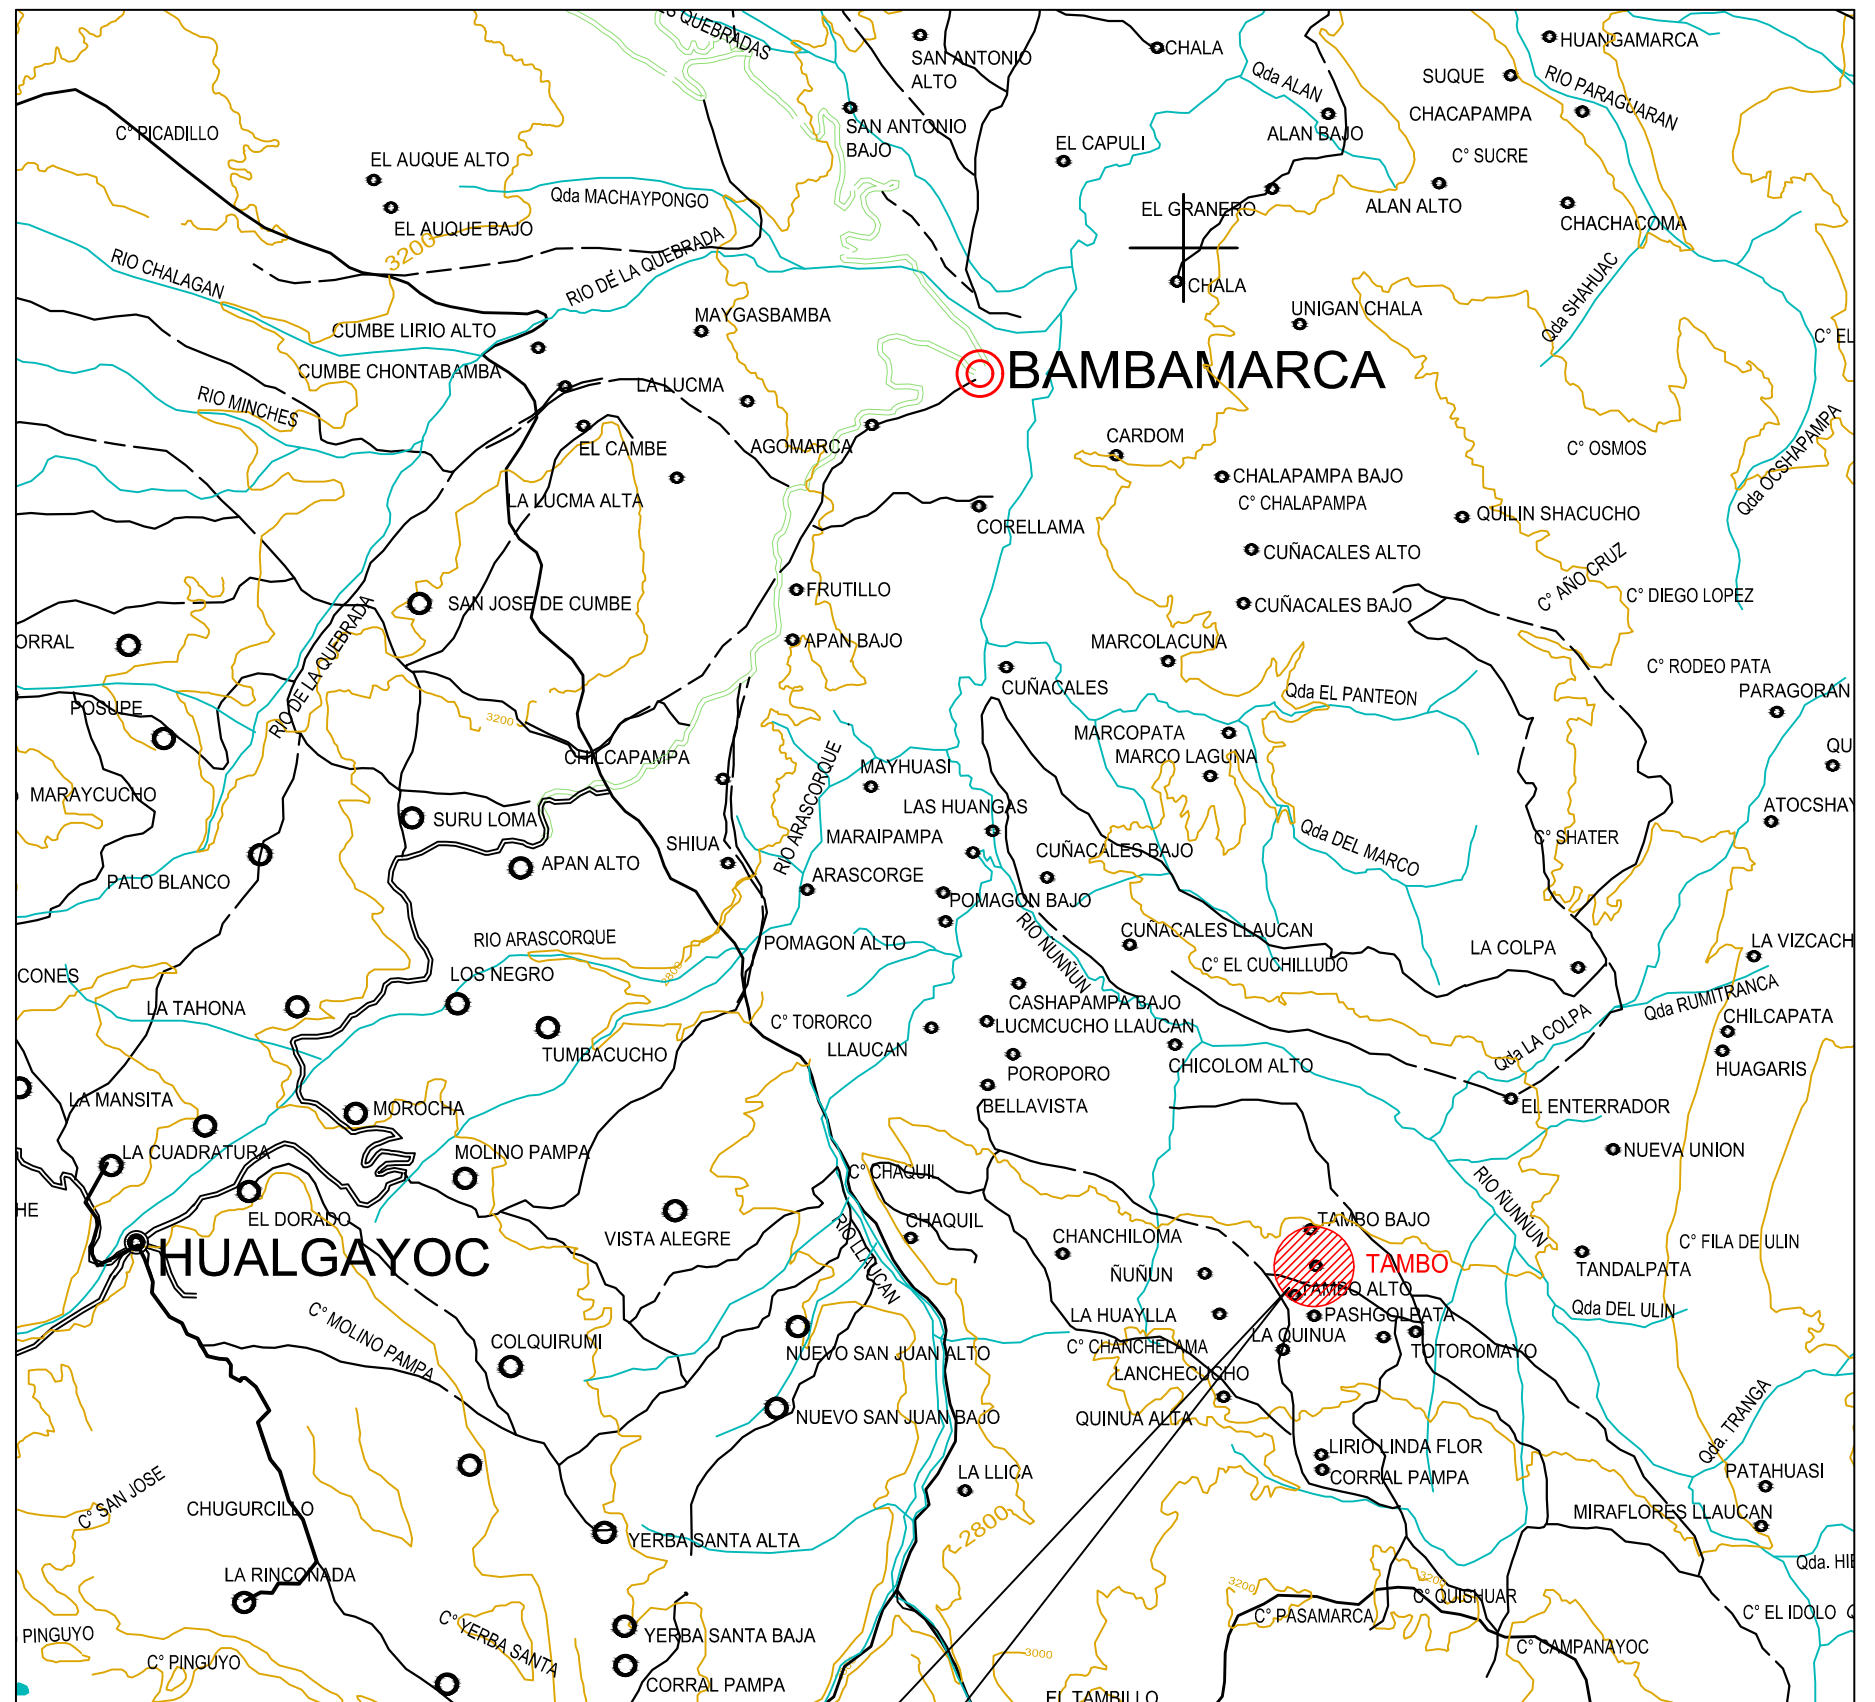 QUEBRADAS
SAN ANTONIO
ALTO
CHALA
HUANGAMARCA
SUQUE
RIO PARAGUARAN
Qda ALAN
CHACAPAMPA
C° PICADILLO
SAN ANTONIO
BAJO
ALAN BAJO
EL CAPULI
C° SUCRE
EL AUQUE ALTO
Qda MACHAYPONGO
EL GRANERO
ALAN ALTO
CHACHACOMA
EL AUQUE BAJO
3200
RIO DE LA QUEBRADA
RIO CHALAGAN
CHALA
Qda SHAHUAC
UNIGAN CHALA
MAYGASBAMBA
CUMBE LIRIO ALTO
C° EL
CUMBE CHONTABAMBA
BAMBAMARCA
LA LUCMA
RIO MINCHES
AGOMARCA
EL CAMBE
CARDOM
C° OSMOS
Qda OCSHAPAMPA
CHALAPAMPA BAJO
C° CHALAPAMPA
LA LUCMA ALTA
QUILIN SHACUCHO
CORELLAMA
CUÑACALES ALTO
C° AÑO CRUZ
FRUTILLO
C° DIEGO LOPEZ
SAN JOSE DE CUMBE
CUÑACALES BAJO
ORRAL
APAN BAJO
MARCOLACUNA
RIO DE LA QUEBRADA
C° RODEO PATA
CUÑACALES
Qda EL PANTEON
PARAGORAN
POSUPE
3200
MARCOPATA
QU
CHILCAPAMPA
MARCO LAGUNA
MAYHUASI
RIO ARASCORQUE
MARAYCUCHO
LAS HUANGAS
ATOCSHAY
SURU LOMA
Qda DEL MARCO
C° SHATER
SHIUA
MARAIPAMPA
CUÑACALES BAJO
APAN ALTO
ARASCORGE
PALO BLANCO
POMAGON BAJO
CUÑACALES LLAUCAN
RIO ARASCORQUE
POMAGON ALTO
RIO ÑUNÑUN
LA COLPA
LA VIZCACH
C° EL CUCHILLUDO
CONES
LOS NEGRO
2800
LA TAHONA
CASHAPAMPA BAJO
Qda RUMITRANCA
C° TORORCO
LUCMCUCHO LLAUCAN
CHILCAPATA
TUMBACUCHO
LLAUCAN
Qda LA COLPA
CHICOLOM ALTO
HUAGARIS
POROPORO
LA MANSITA
MOROCHA
BELLAVISTA
EL ENTERRADOR
LA CUADRATURA
MOLINO PAMPA
NUEVA UNION
C° CHAQUIL
RIO ÑUNÑUN
HE
EL DORADO
VISTA ALEGRE
CHAQUIL
RIO LLAUCAN
CHANCHILOMA
TAMBO BAJO
C° FILA DE ULIN
HUALGAYOC
TAMBO
TANDALPATA
ÑUÑUN
TAMBO ALTO
LA HUAYLLA
PASHGOLPATA
Qda DEL ULIN
C° MOLINO PAMPA
COLQUIRUMI
LA QUINUA
NUEVO SAN JUAN ALTO
C° CHANCHELAMA
TOTOROMAYO
LANCHECUCHO
NUEVO SAN JUAN BAJO
QUINUA ALTA
Qda. TRANGA
LIRIO LINDA FLOR
C° SAN JOSE
LA LLICA
CORRAL PAMPA
PATAHUASI
CHUGURCILLO
2800
MIRAFLORES LLAUCAN
YERBA SANTA ALTA
Qda. HIE
LA RINCONADA
3200
3200
C° QUISHUAR
C° PASAMARCA
C° EL IDOLO
PINGUYO
C° YERBA SANTA
YERBA SANTA BAJA
C° CAMPANAYOC
C° PINGUYO
3000
CORRAL PAMPA
EL TAMBILLO